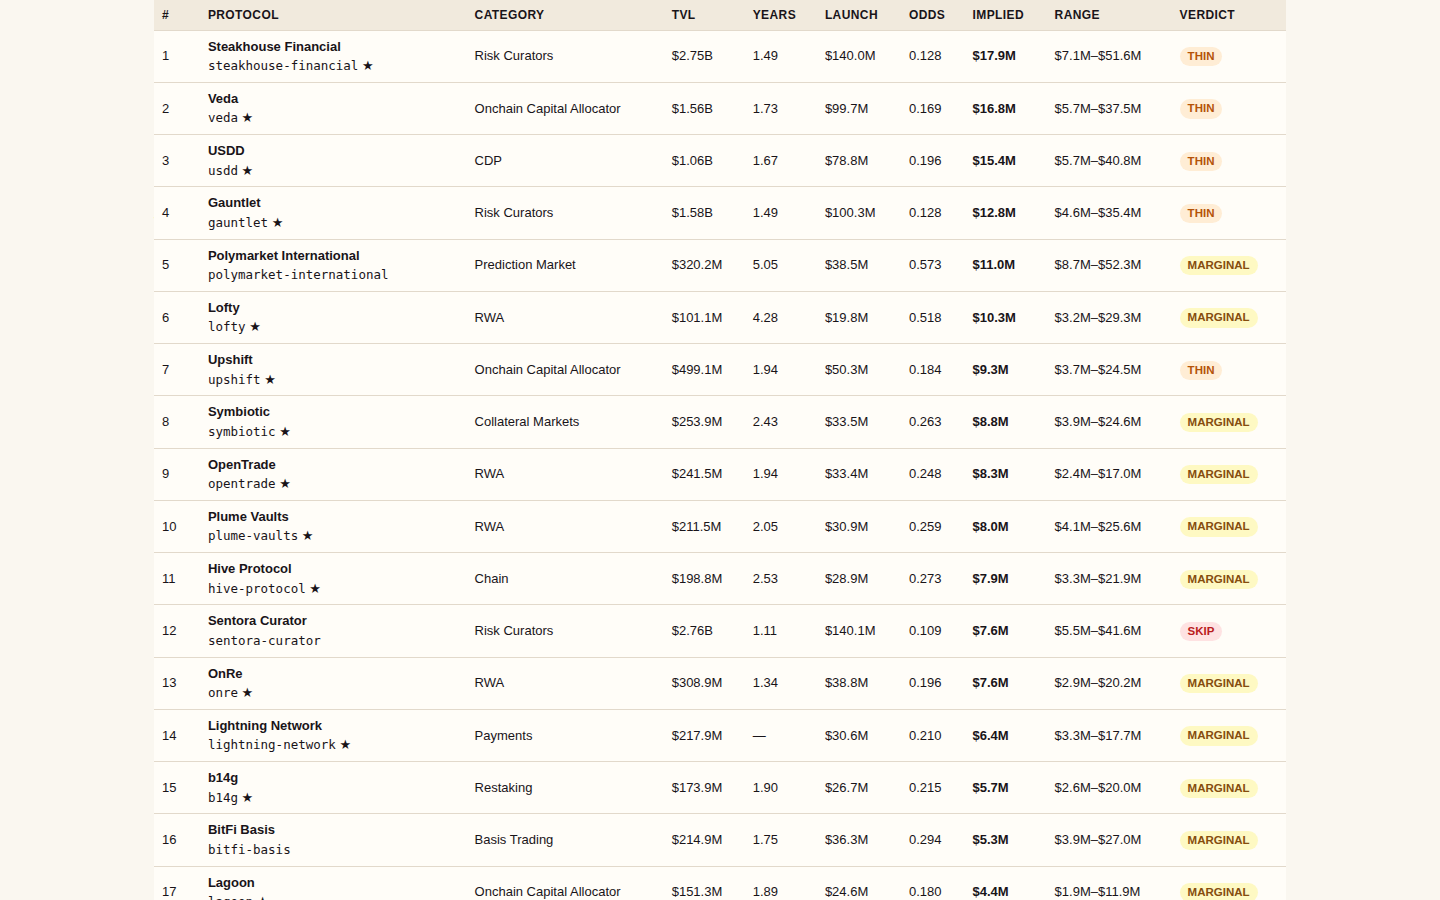 # PROTOCOL CATEGORY TVL YEARS LAUNCH ODDS IMPLIED RANGE VERDICT
1 Steakhouse Financial Risk Curators $2.75B 1.49 $140.0M 0.128 $17.9M $7.1M–$51.6M THIN
steakhouse-financial ★
2 Veda Onchain Capital Allocator $1.56B 1.73 $99.7M 0.169 $16.8M $5.7M–$37.5M THIN
veda ★
3 USDD CDP $1.06B 1.67 $78.8M 0.196 $15.4M $5.7M–$40.8M THIN
usdd ★
4 Gauntlet Risk Curators $1.58B 1.49 $100.3M 0.128 $12.8M $4.6M–$35.4M THIN
gauntlet ★
5 Polymarket International Prediction Market $320.2M 5.05 $38.5M 0.573 $11.0M $8.7M–$52.3M MARGINAL
polymarket-international
6 Lofty RWA $101.1M 4.28 $19.8M 0.518 $10.3M $3.2M–$29.3M MARGINAL
lofty ★
7 Upshift Onchain Capital Allocator $499.1M 1.94 $50.3M 0.184 $9.3M $3.7M–$24.5M THIN
upshift ★
8 Symbiotic Collateral Markets $253.9M 2.43 $33.5M 0.263 $8.8M $3.9M–$24.6M MARGINAL
symbiotic ★
9 OpenTrade RWA $241.5M 1.94 $33.4M 0.248 $8.3M $2.4M–$17.0M MARGINAL
opentrade ★
10 Plume Vaults RWA $211.5M 2.05 $30.9M 0.259 $8.0M $4.1M–$25.6M MARGINAL
plume-vaults ★
11 Hive Protocol Chain $198.8M 2.53 $28.9M 0.273 $7.9M $3.3M–$21.9M MARGINAL
hive-protocol ★
12 Sentora Curator Risk Curators $2.76B 1.11 $140.1M 0.109 $7.6M $5.5M–$41.6M SKIP
sentora-curator
13 OnRe RWA $308.9M 1.34 $38.8M 0.196 $7.6M $2.9M–$20.2M MARGINAL
onre ★
14 Lightning Network Payments $217.9M — $30.6M 0.210 $6.4M $3.3M–$17.7M MARGINAL
lightning-network ★
15 b14g Restaking $173.9M 1.90 $26.7M 0.215 $5.7M $2.6M–$20.0M MARGINAL
b14g ★
16 BitFi Basis Basis Trading $214.9M 1.75 $36.3M 0.294 $5.3M $3.9M–$27.0M MARGINAL
bitfi-basis
17 Lagoon Onchain Capital Allocator $151.3M 1.89 $24.6M 0.180 $4.4M $1.9M–$11.9M MARGINAL